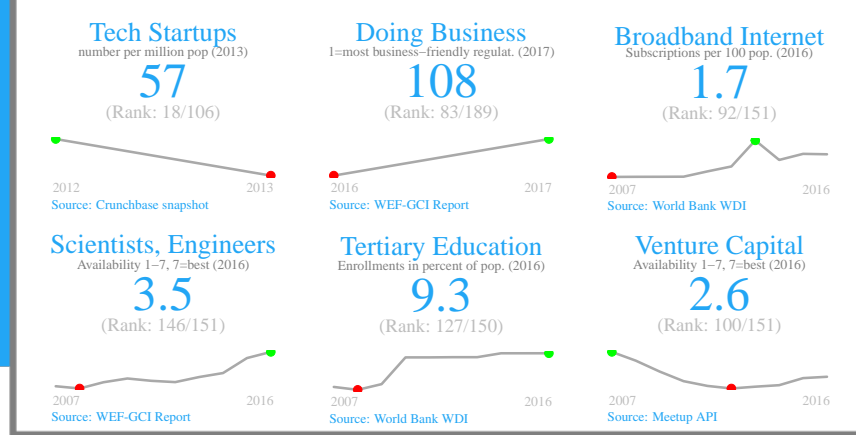 Tech Startups
number per million pop (2013)
57
(Rank: 18/106)
2012 2013
Source: Crunchbase snapshot
Doing Business
1=most business−friendly regulat. (2017)
108
(Rank: 83/189)
2016 2017
Source: WEF-GCI Report
Broadband Internet
Subscriptions per 100 pop. (2016)
1.7
(Rank: 92/151)
2007 2016
Source: World Bank WDI
Scientists, Engineers
Availability 1−7, 7=best (2016)
3.5
(Rank: 146/151)
2007 2016
Source: WEF-GCI Report
Tertiary Education
Enrollments in percent of pop. (2016)
9.3
(Rank: 127/150)
2007 2016
Source: World Bank WDI
Venture Capital
Availability 1−7, 7=best (2016)
2.6
(Rank: 100/151)
2007 2016
Source: Meetup API